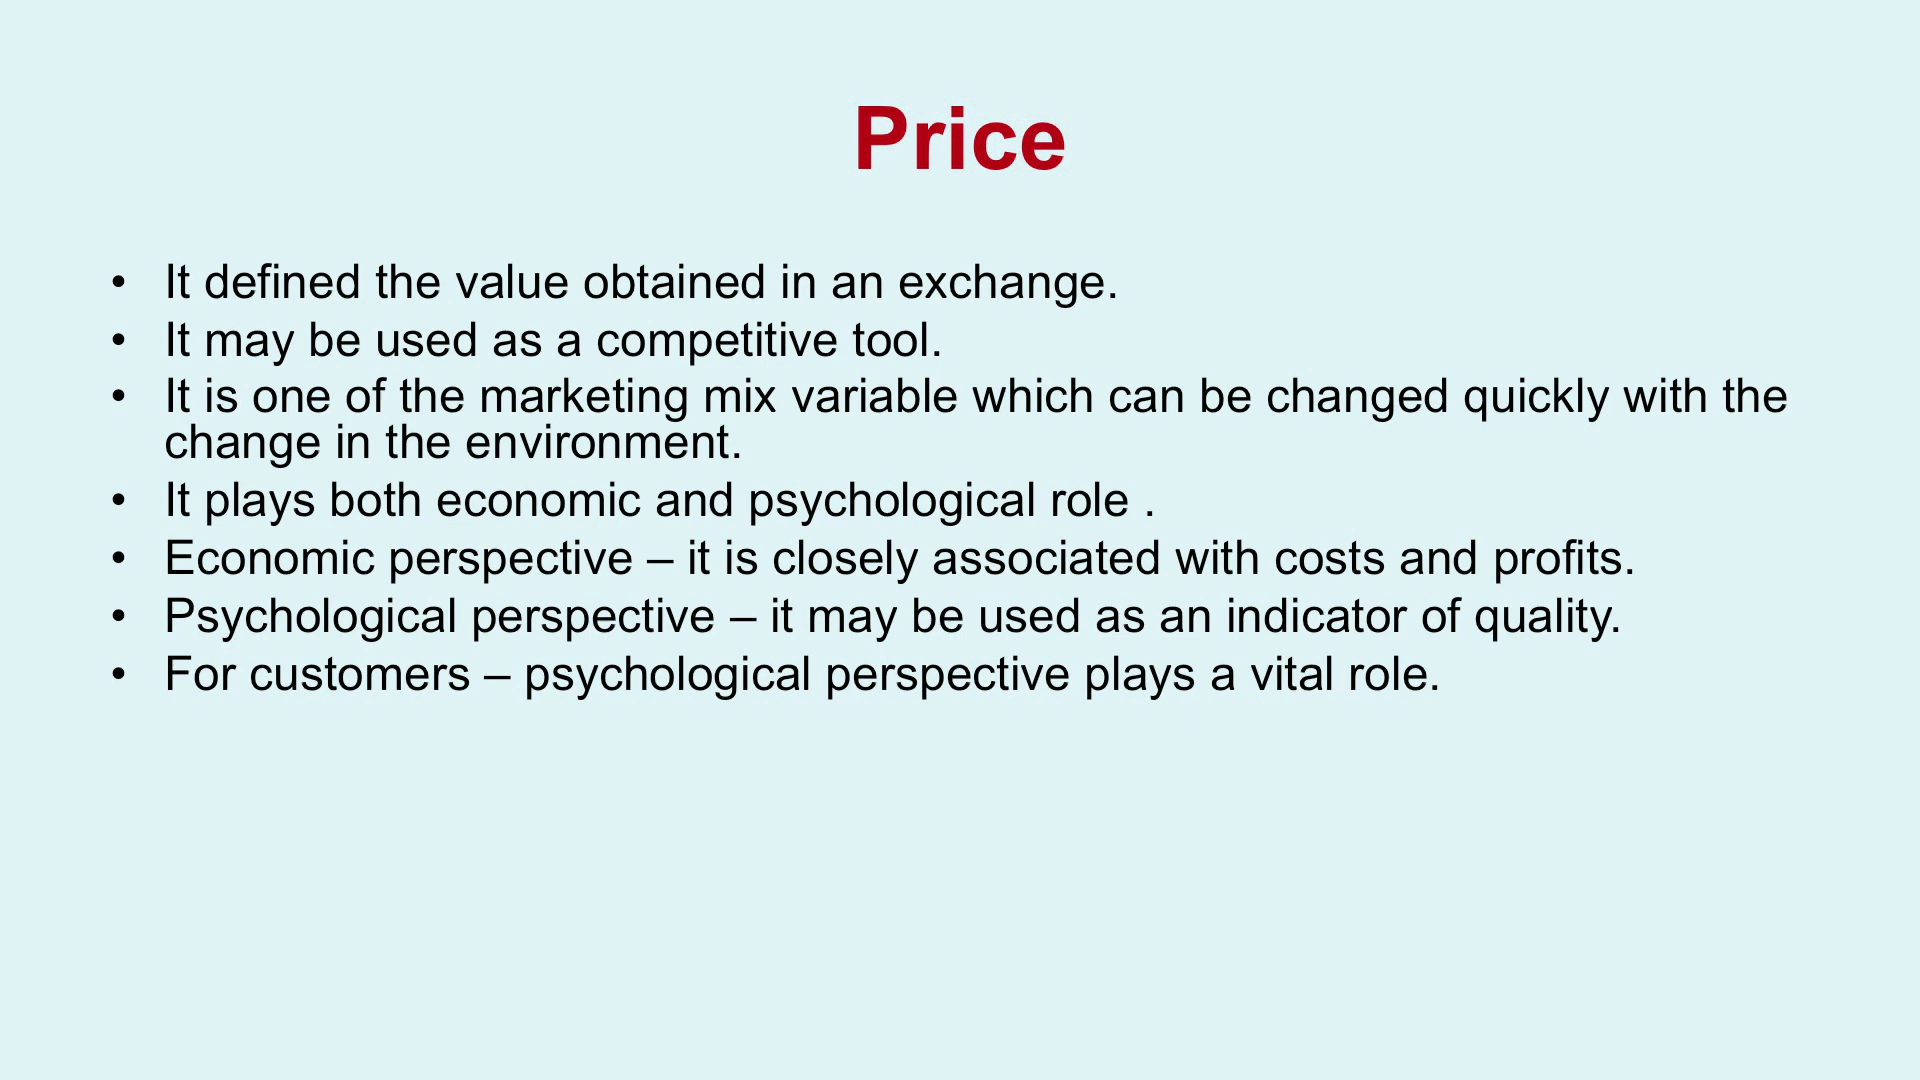 Price
• It defined the value obtained in an exchange.
• It may be used as a competitive tool.
• It is one of the marketing mix variable which can be changed quickly with the
change in the environment.
• It plays both economic and psychological role .
• Economic perspective – it is closely associated with costs and profits.
• Psychological perspective – it may be used as an indicator of quality.
• For customers – psychological perspective plays a vital role.